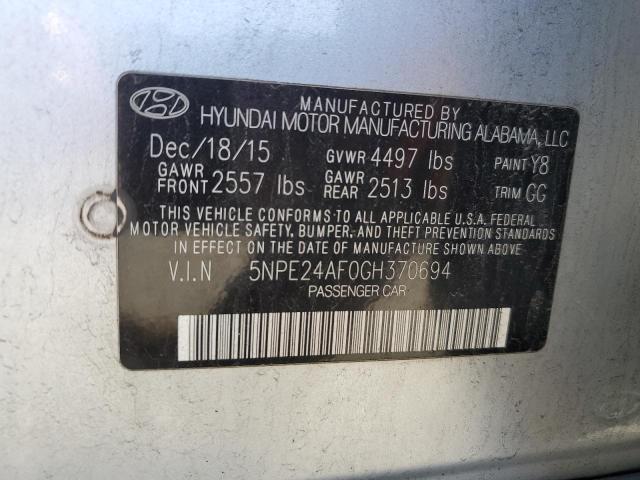 MANUFACTURED BY
HYUNDAI MOTOR MANUFACTURING ALABAMA, LLC
Dec/18/15 GVWR 4497 lbs PAINT Y8
GAWR FRONT 2557 lbs GAWR REAR 2513 lbs TRIM GG
THIS VEHICLE CONFORMS TO ALL APPLICABLE U.S.A. FEDERAL
MOTOR VEHICLE SAFETY, BUMPER, AND THEFT PREVENTION STANDARDS
IN EFFECT ON THE DATE OF MANUFACTURE SHOWN ABOVE.
V.I.N 5NPE24AF0GH370694
PASSENGER CAR